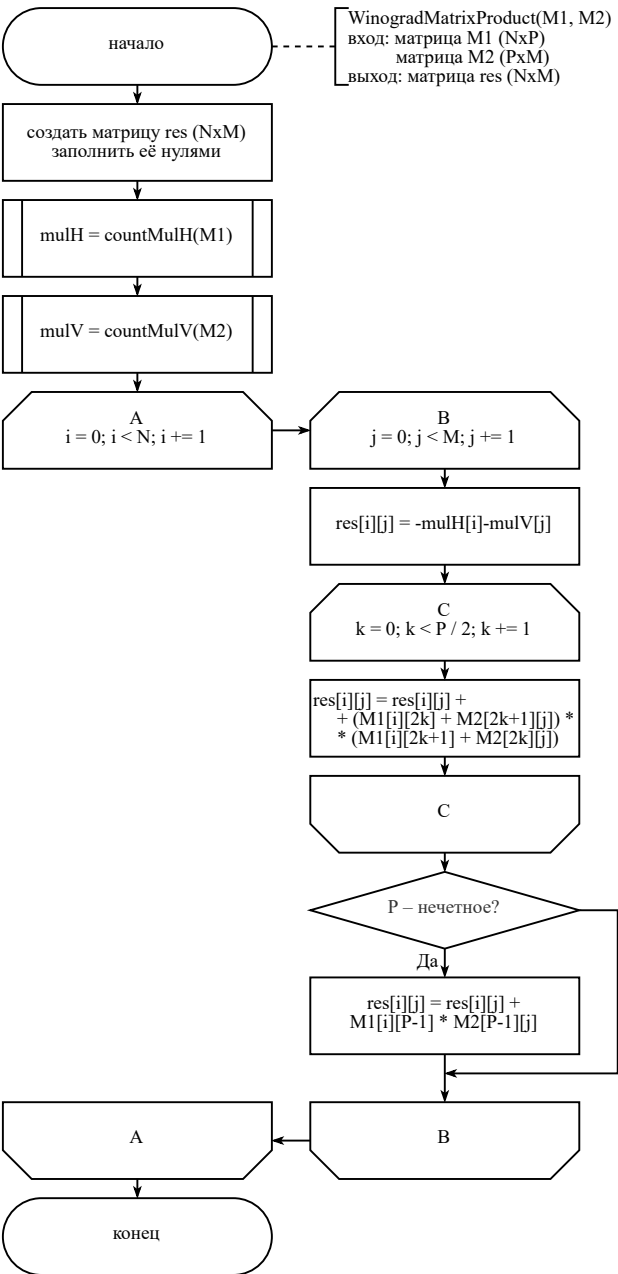 начало
WinogradMatrixProduct(M1, M2)
вход: матрица M1 (NxP)
матрица M2 (PxM)
выход: матрица res (NxM)
создать матрицу res (NxM)
заполнить её нулями
mulH = countMulH(M1)
mulV = countMulV(M2)
A
i = 0; i < N; i += 1
B
j = 0; j < M; j += 1
res[i][j] = -mulH[i]-mulV[j]
C
k = 0; k < P / 2; k += 1
res[i][j] = res[i][j] +
+ (M1[i][2k] + M2[2k+1][j]) *
* (M1[i][2k+1] + M2[2k][j])
C
P – нечетное?
Да
res[i][j] = res[i][j] +
M1[i][P-1] * M2[P-1][j]
A
B
конец